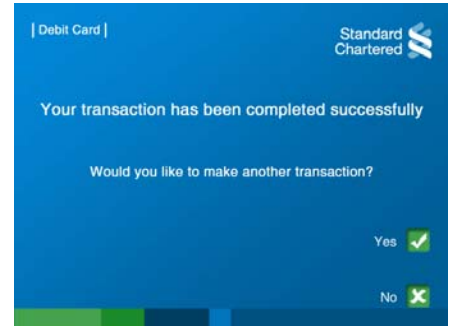 | Debit Card |
Standard
Chartered
Your transaction has been completed successfully
Would you like to make another transaction?
Yes
No